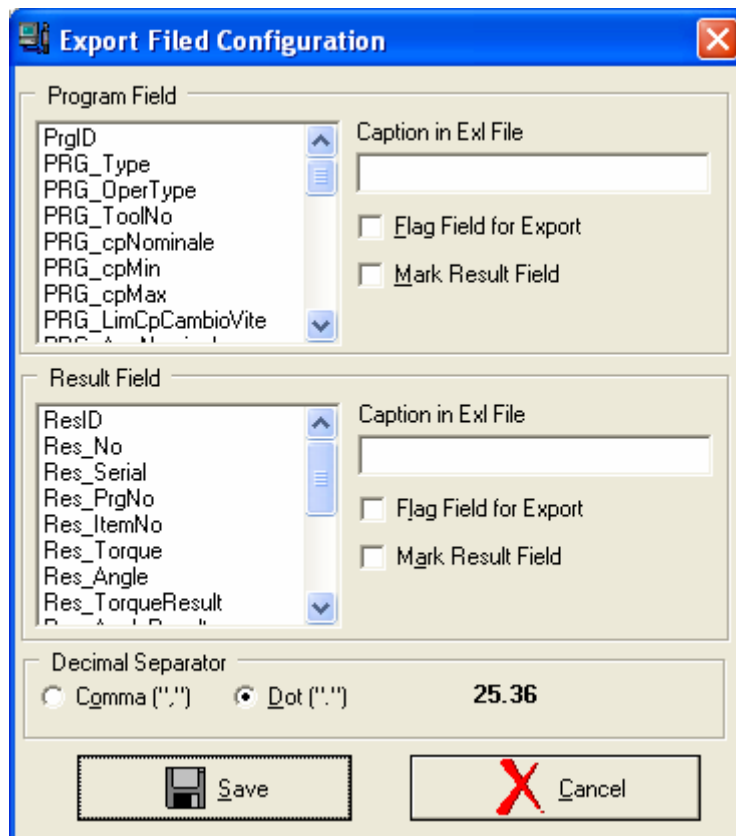 Export Filed Configuration
Program Field
PrgID
PRG_Type
PRG_OperType
PRG_ToolNo
PRG_cpNominale
PRG_cpMin
PRG_cpMax
PRG_LimCpCambioVite
Caption in Exl File
Flag Field for Export
Mark Result Field
Result Field
ResID
Res_No
Res_Serial
Res_PrgNo
Res_ItemNo
Res_Torque
Res_Angle
Res_TorqueResult
Caption in Exl File
Flag Field for Export
Mark Result Field
Decimal Separator
Comma (",") Dot (".") 25.36
Save Cancel